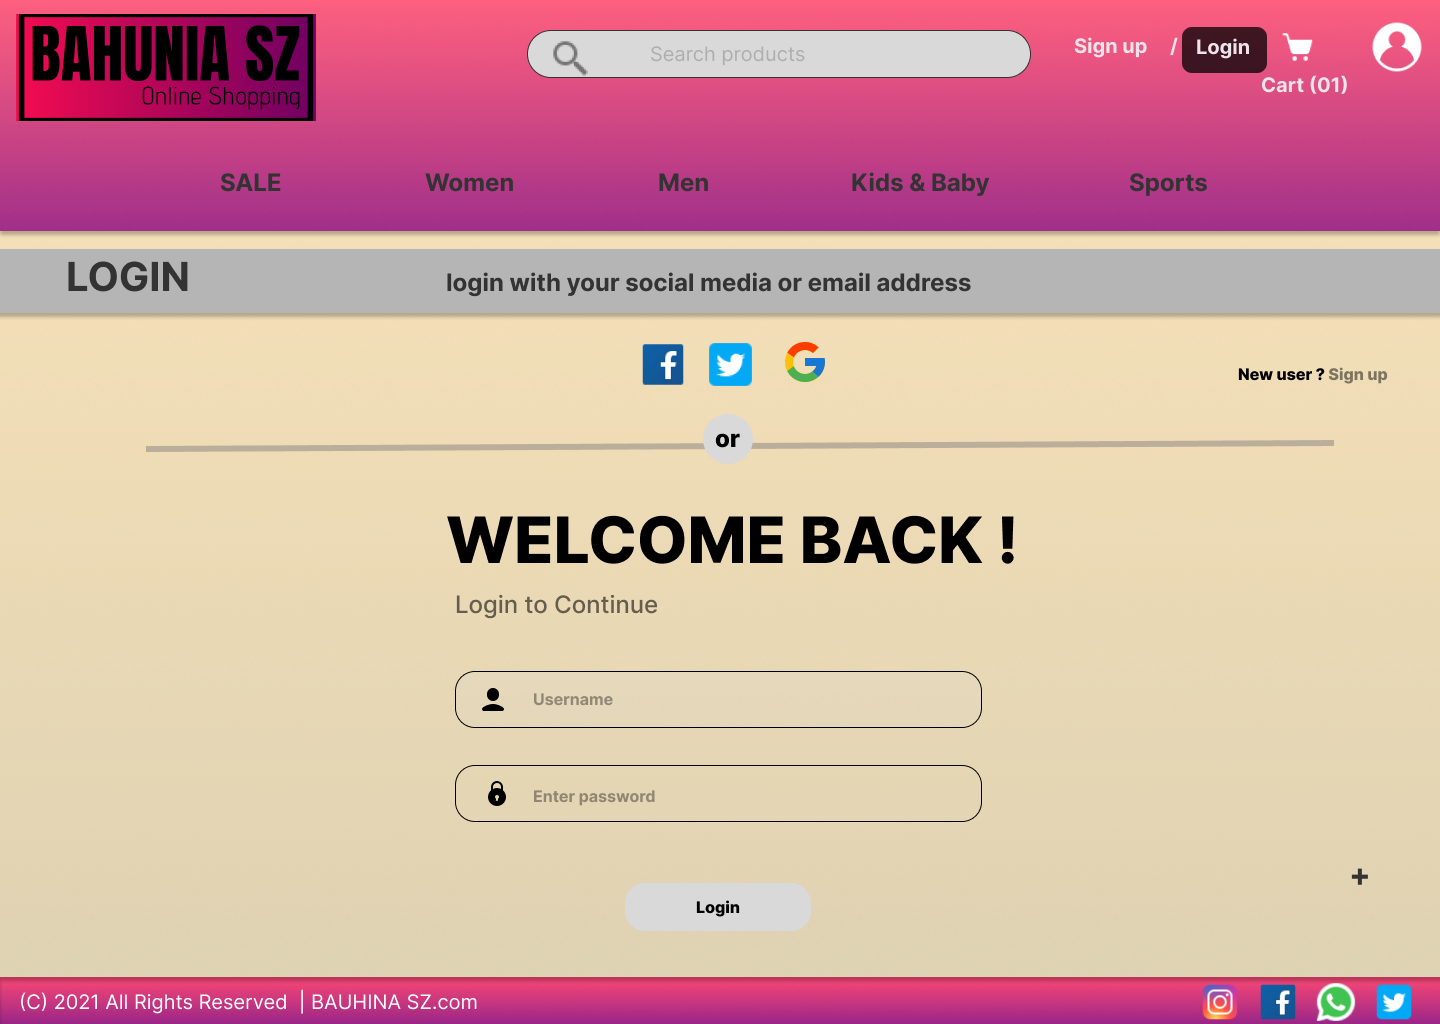 BAHUNIA SZ
Online Shopping
Search products
Sign up / Login
Cart (01)
SALE Women Men Kids & Baby Sports
LOGIN
login with your social media or email address
New user ? Sign up
or
WELCOME BACK !
Login to Continue
Username
Enter password
+
Login
(C) 2021 All Rights Reserved | BAUHINA SZ.com